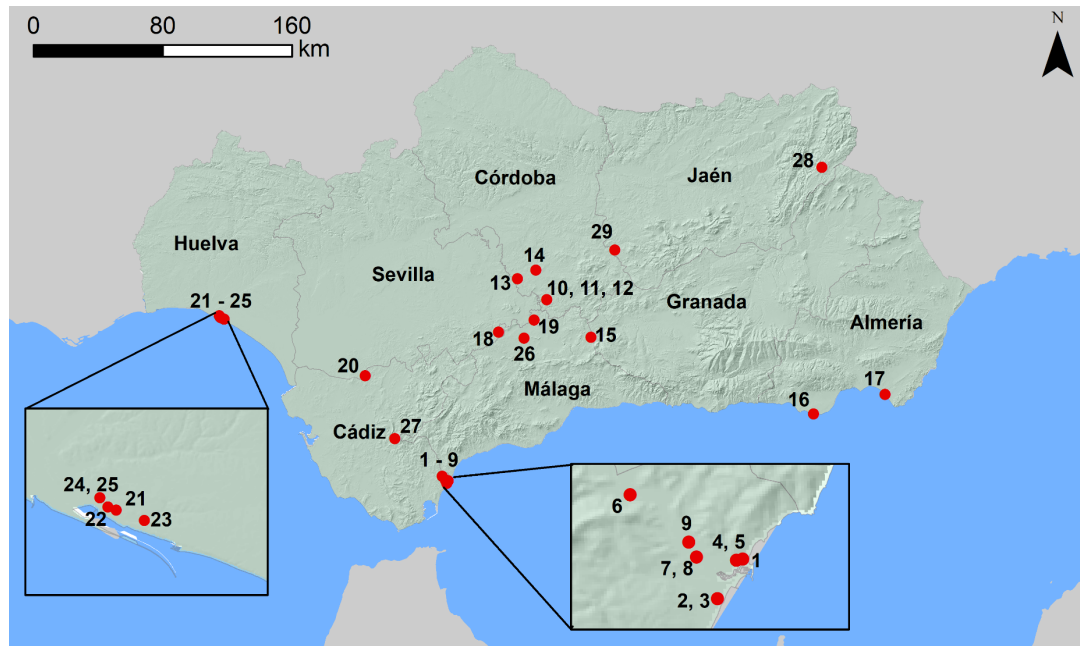 0 80 160
km
N
28
Córdoba
Jaén
Huelva
29
14
Sevilla
13
10, 11, 12
21 - 25
Granada
19
Almería
18
15
26
20
17
Málaga
16
Cádiz
27
1 - 9
24, 25
21
22
23
6
9
4, 5
1
7, 8
2, 3